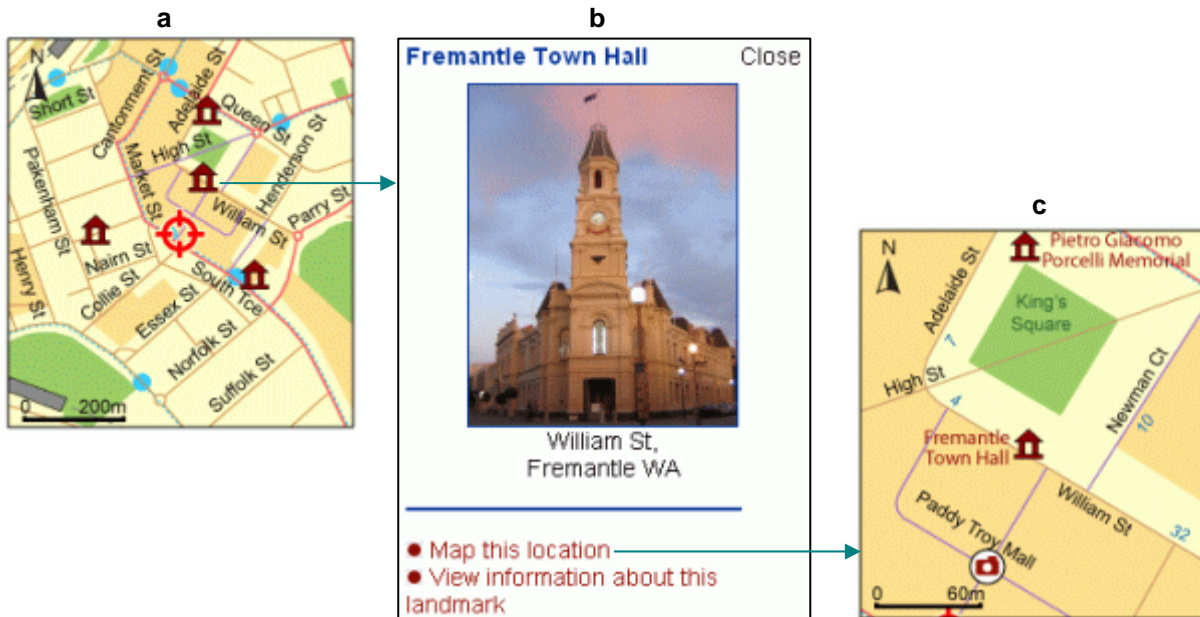 a
b
c
N
Short St
Cantonment St
Adelaide St
Queen St
High St
Henderson St
Pakenham St
Market St
William St
Parry St
Nairn St
Henry St
Collie St
South Tce
Essex St
Norfolk St
Suffolk St
0 200m
Fremantle Town Hall Close
William St,
Fremantle WA
● Map this location
● View information about this
landmark
N
Pietro Giacomo
Porcelli Memorial
Adelaide St
King's
Square
7
High St
4
Newman Ct
10
Fremantle
Town Hall
William St
32
Paddy Troy Mall
0 60m